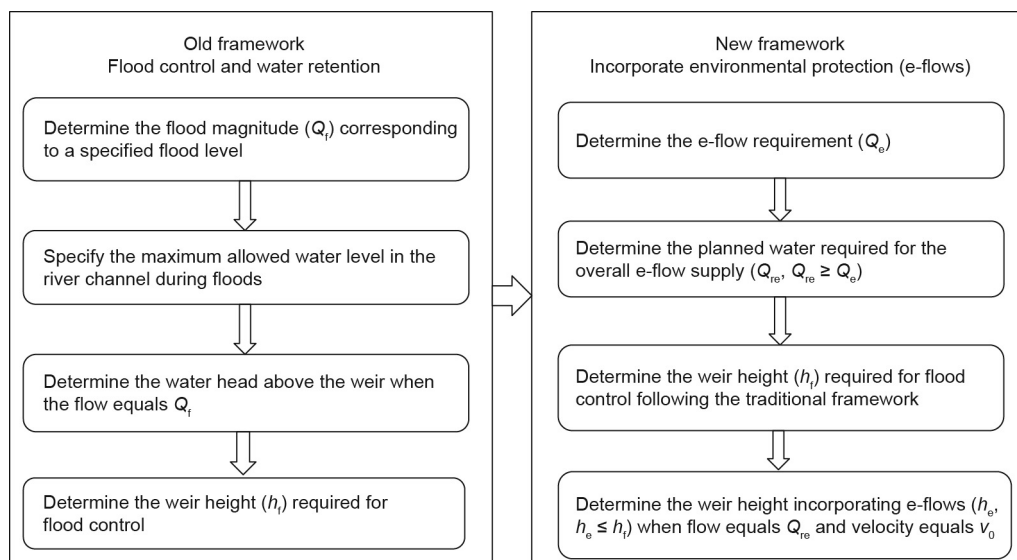 Old framework
Flood control and water retention
Determine the flood magnitude (Qf) corresponding
to a specified flood level
Specify the maximum allowed water level in the
river channel during floods
Determine the water head above the weir when
the flow equals Qf
Determine the weir height (hf) required for
flood control
New framework
Incorporate environmental protection (e-flows)
Determine the e-flow requirement (Qe)
Determine the planned water required for the
overall e-flow supply (Qre, Qre ≥ Qe)
Determine the weir height (hf) required for flood
control following the traditional framework
Determine the weir height incorporating e-flows (he,
he ≤ hf) when flow equals Qre and velocity equals v0